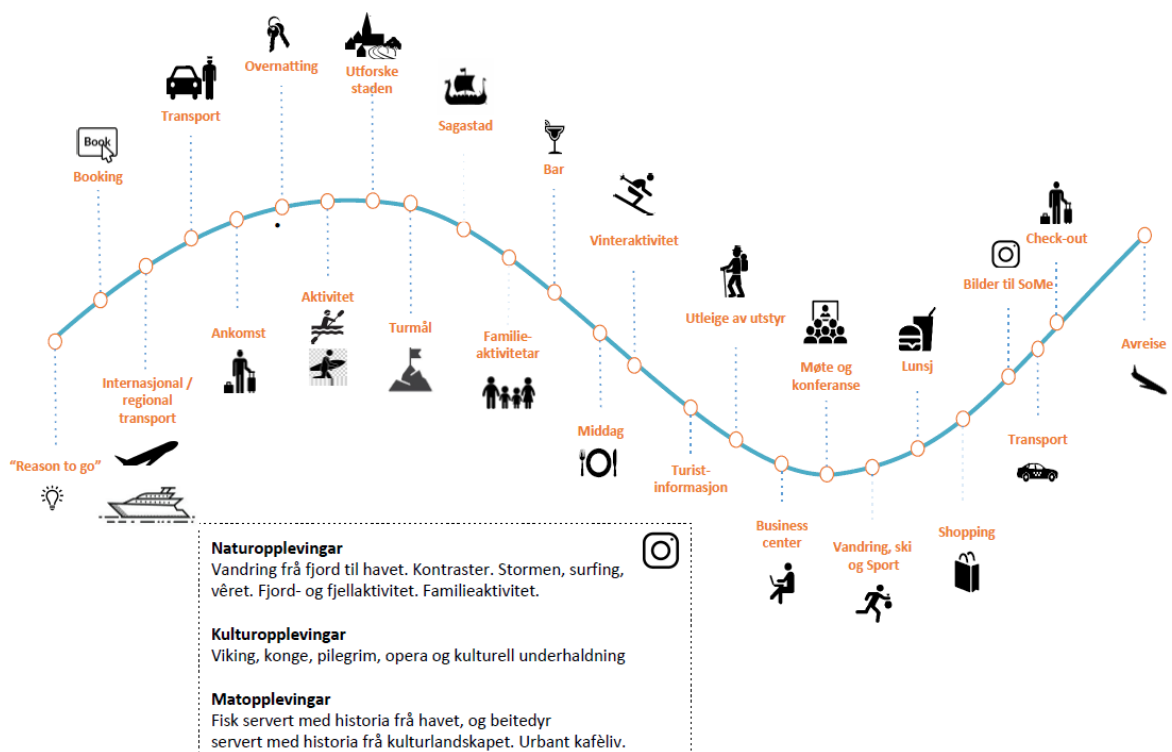 "Reason to go"
Booking
Book
Internasjonal /
regional
transport
Transport
Ankomst
Overnatting
Aktivitet
Utforske
staden
Turmål
Sagastad
Familie-
aktivitetar
Bar
Middag
Vinteraktivitet
Turist-
informasjon
Utleige av utstyr
Business
center
Møte og
konferanse
Vandring, ski
og Sport
Lunsj
Shopping
Bilder til SoMe
Transport
Check-out
Avreise
Naturopplevingar
Vandring frå fjord til havet. Kontraster. Stormen, surfing,
vêret. Fjord- og fjellaktivitet. Familieaktivitet.
Kulturopplevingar
Viking, konge, pilegrim, opera og kulturell underhaldning
Matopplevingar
Fisk servert med historia frå havet, og beitedyr
servert med historia frå kulturlandskapet. Urbant kafèliv.